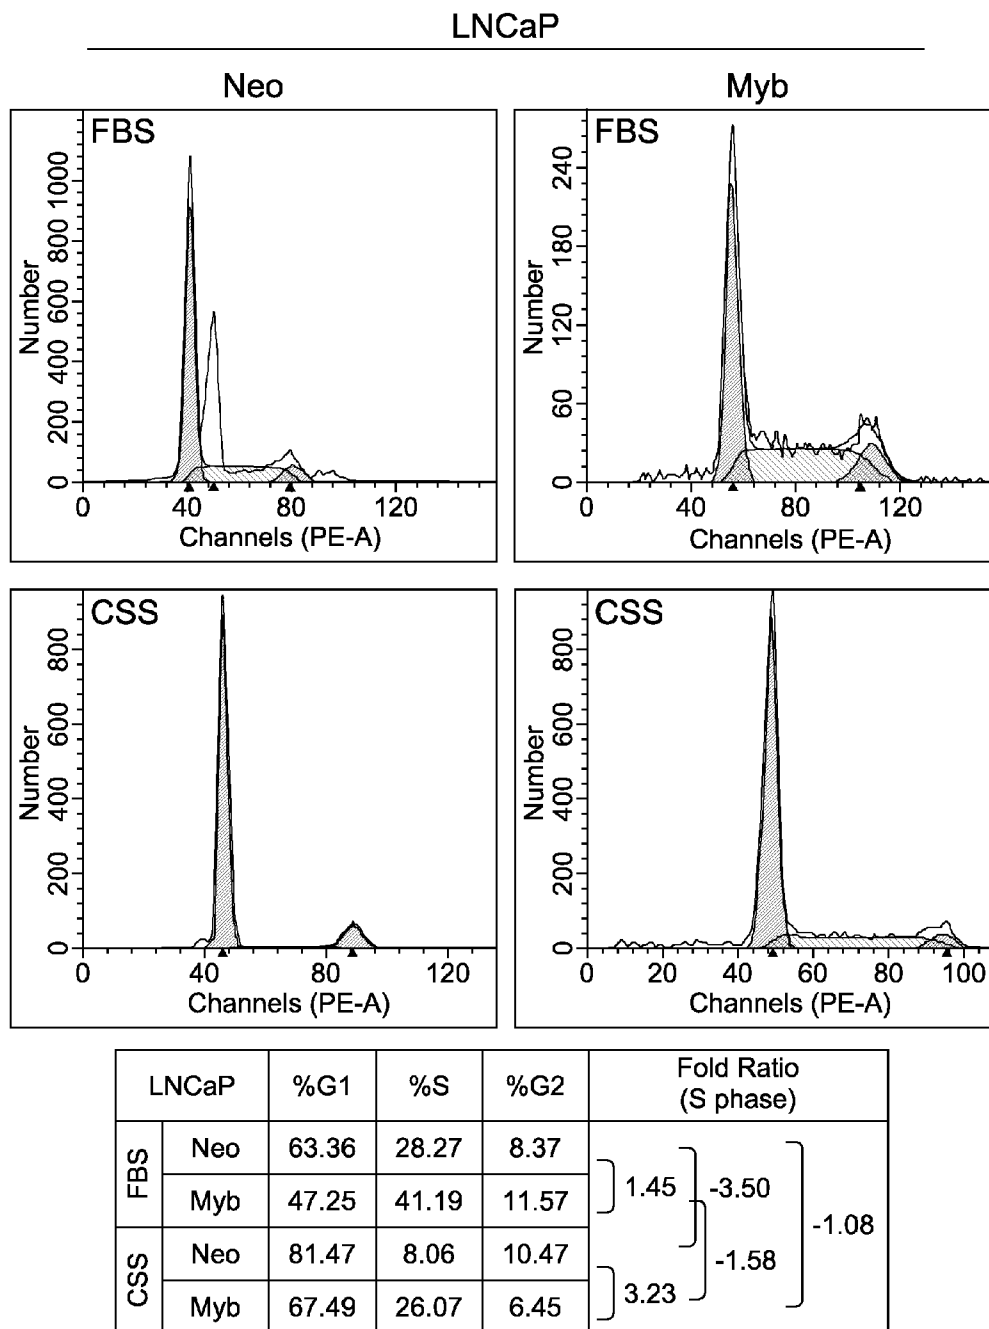 LNCaP
Neo
Myb
FBS
Number
0 200 400 600 800 1000
0 40 80 120
Channels (PE-A)
FBS
Number
0 60 120 180 240
0 40 80 120
Channels (PE-A)
CSS
Number
0 200 400 600 800
0 40 80 120
Channels (PE-A)
CSS
Number
0 200 400 600 800
0 20 40 60 80 100
Channels (PE-A)
LNCaP %G1 %S %G2 Fold Ratio
(S phase)
FBS
Neo 63.36 28.27 8.37
Myb 47.25 41.19 11.57
CSS
Neo 81.47 8.06 10.47
Myb 67.49 26.07 6.45
1.45 -3.50
-1.08
-1.58
3.23